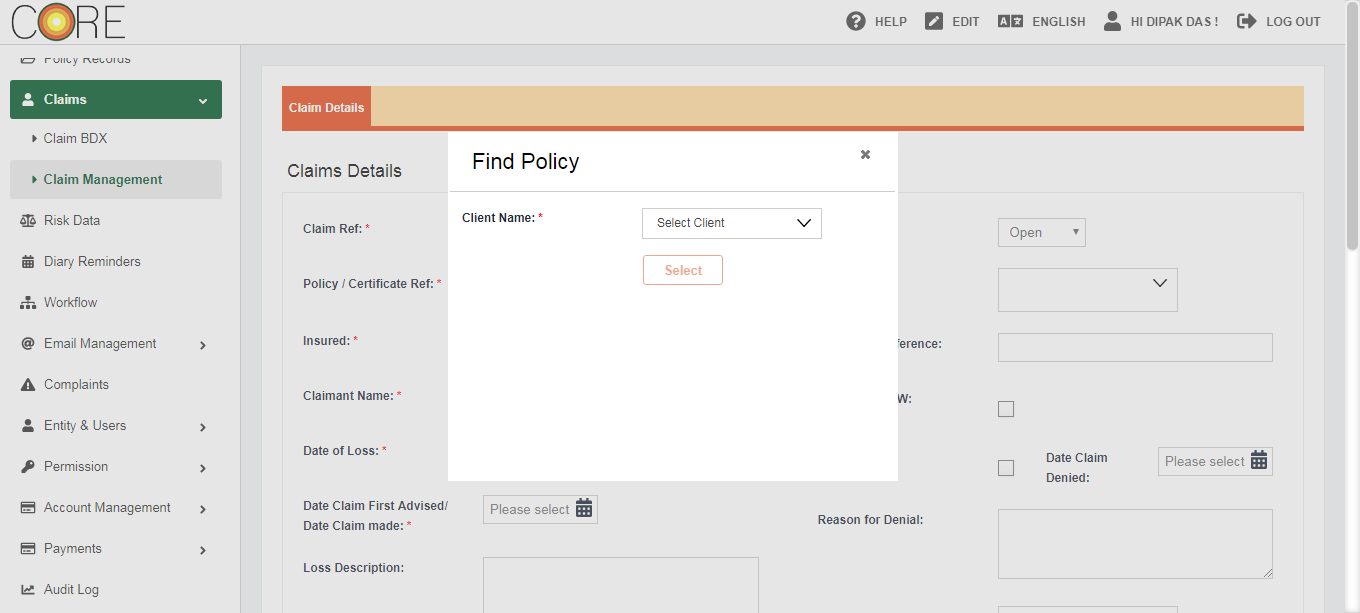 CORE
HELP
EDIT
ENGLISH
HI DIPAK DAS !
LOG OUT
Policy Records
Claims
Claim BDX
Claim Management
Risk Data
Diary Reminders
Workflow
Email Management
Complaints
Entity & Users
Permission
Account Management
Payments
Audit Log
Claim Details
Claims Details
Find Policy
Client Name: *
Select Client
Select
Claim Ref: *
Open
Policy / Certificate Ref: *
Insured: *
ference:
Claimant Name: *
W:
Date of Loss: *
Date Claim
Denied:
Please select
Date Claim First Advised/
Date Claim made: *
Please select
Reason for Denial:
Loss Description: